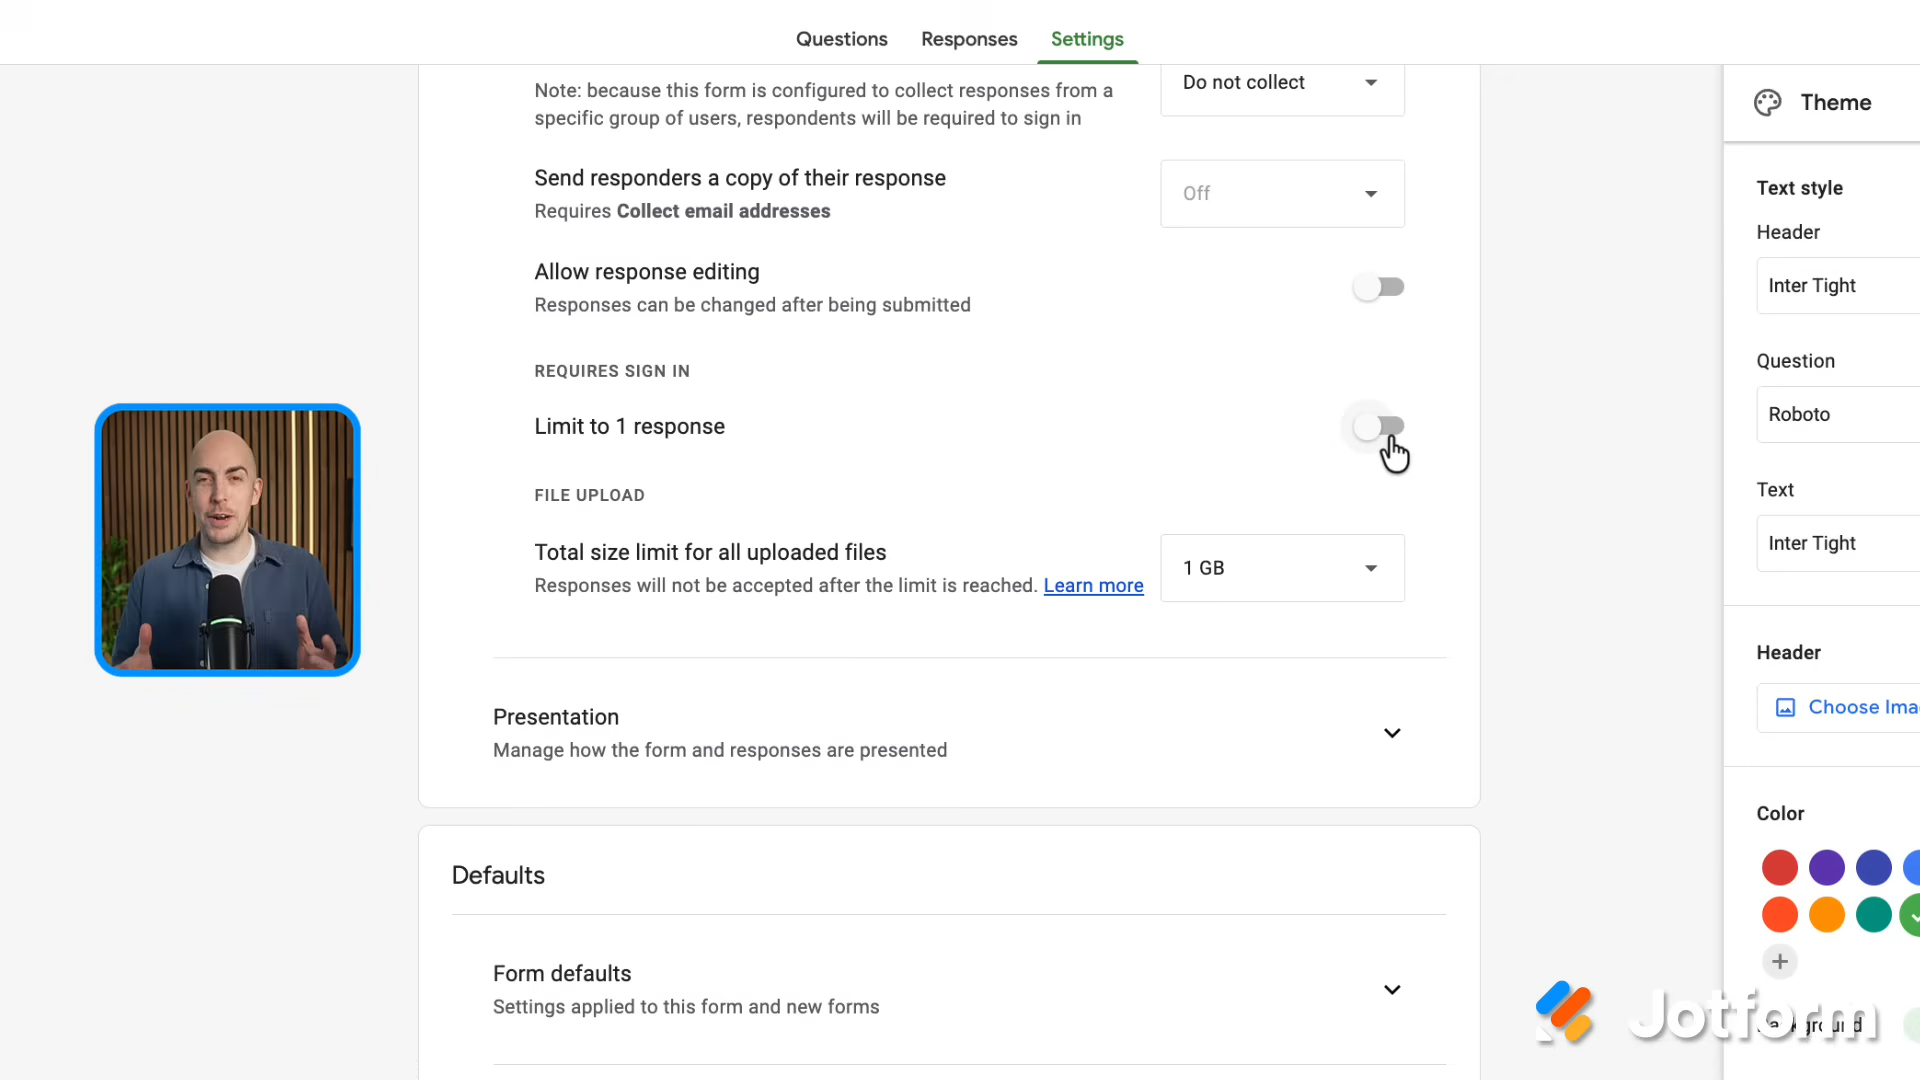 Questions
Responses
Settings
Note: because this form is configured to collect responses from a
specific group of users, respondents will be required to sign in
Do not collect
Send responders a copy of their response
Requires Collect email addresses
Off
Allow response editing
Responses can be changed after being submitted
REQUIRES SIGN IN
Limit to 1 response
FILE UPLOAD
Total size limit for all uploaded files
Responses will not be accepted after the limit is reached. Learn more
1 GB
Presentation
Manage how the form and responses are presented
Defaults
Form defaults
Settings applied to this form and new forms
Theme
Text style
Header
Inter Tight
Question
Roboto
Text
Inter Tight
Header
Choose Ima
Color
Background
Jotform